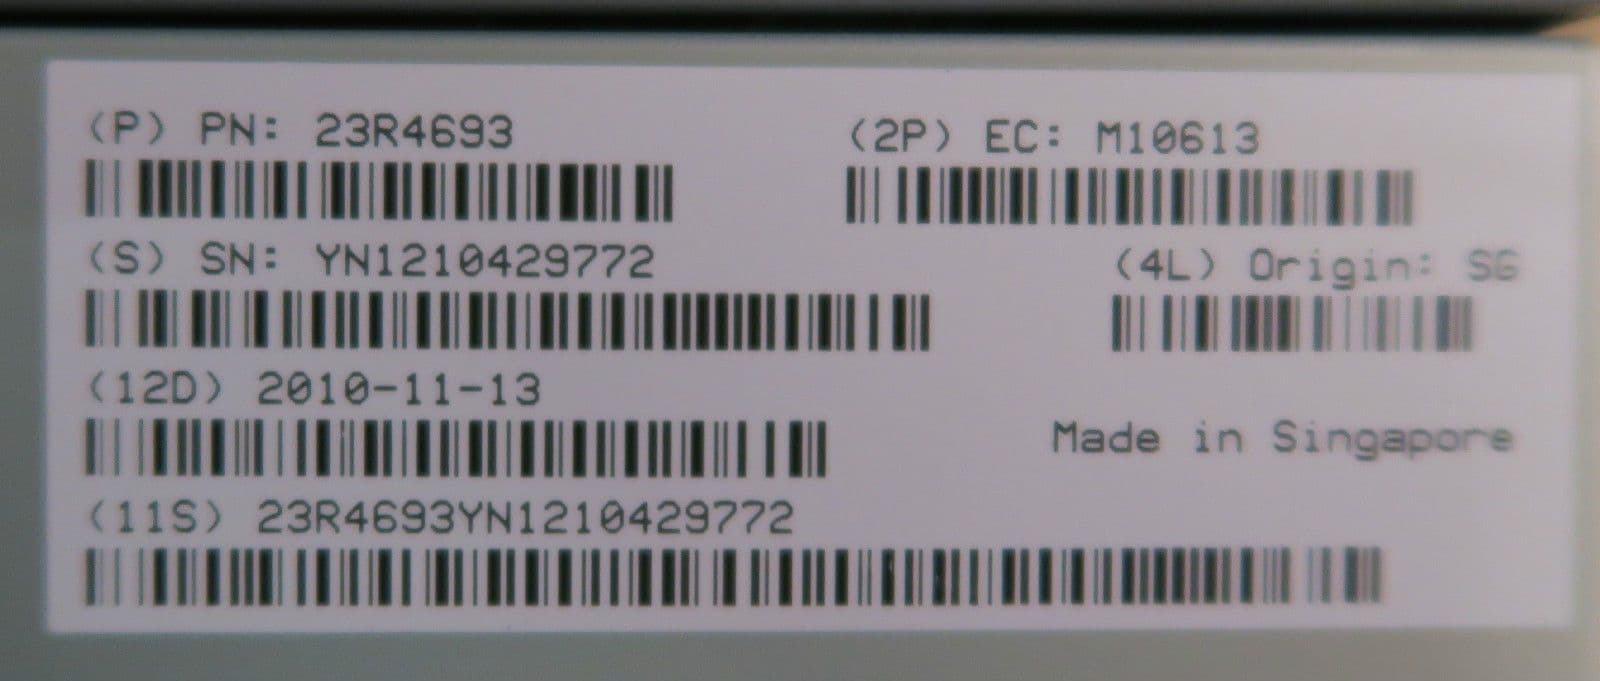 (P) PN: 23R4693
(2P) EC: M10613
(S) SN: YN1210429772
(4L) Origin: SG
(12D) 2010-11-13
Made in Singapore
(11S) 23R4693YN1210429772